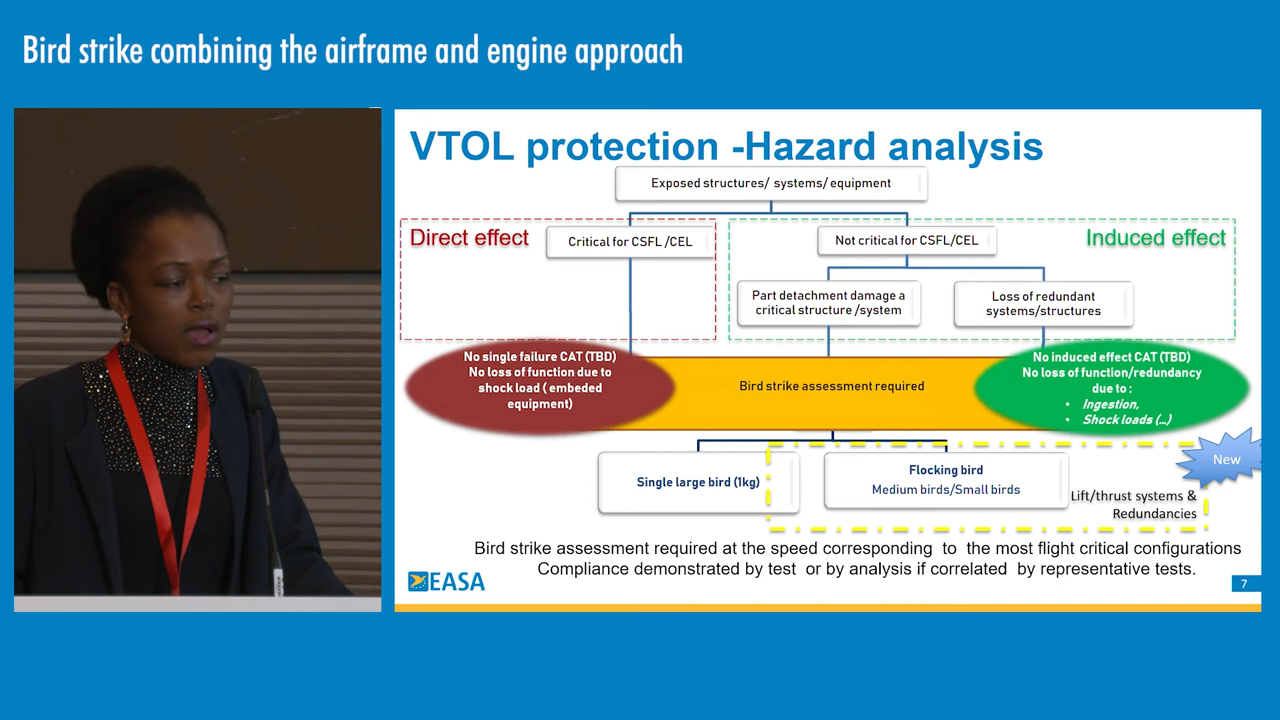 Bird strike combining the airframe and engine approach
VTOL protection -Hazard analysis
Exposed structures/ systems/ equipment
Direct effect
Critical for CSFL /CEL
Not critical for CSFL/CEL
Induced effect
Part detachment damage a
critical structure /system
Loss of redundant
systems/structures
No single failure CAT (TBD)
No loss of function due to
shock load ( embeded
equipment)
Bird strike assessment required
No induced effect CAT (TBD)
No loss of function/redundancy
due to :
• Ingestion,
• Shock loads (...)
Single large bird (1kg)
Flocking bird
Medium birds/Small birds
New
Lift/thrust systems &
Redundancies
Bird strike assessment required at the speed corresponding to the most flight critical configurations
Compliance demonstrated by test or by analysis if correlated by representative tests.
EASA
7